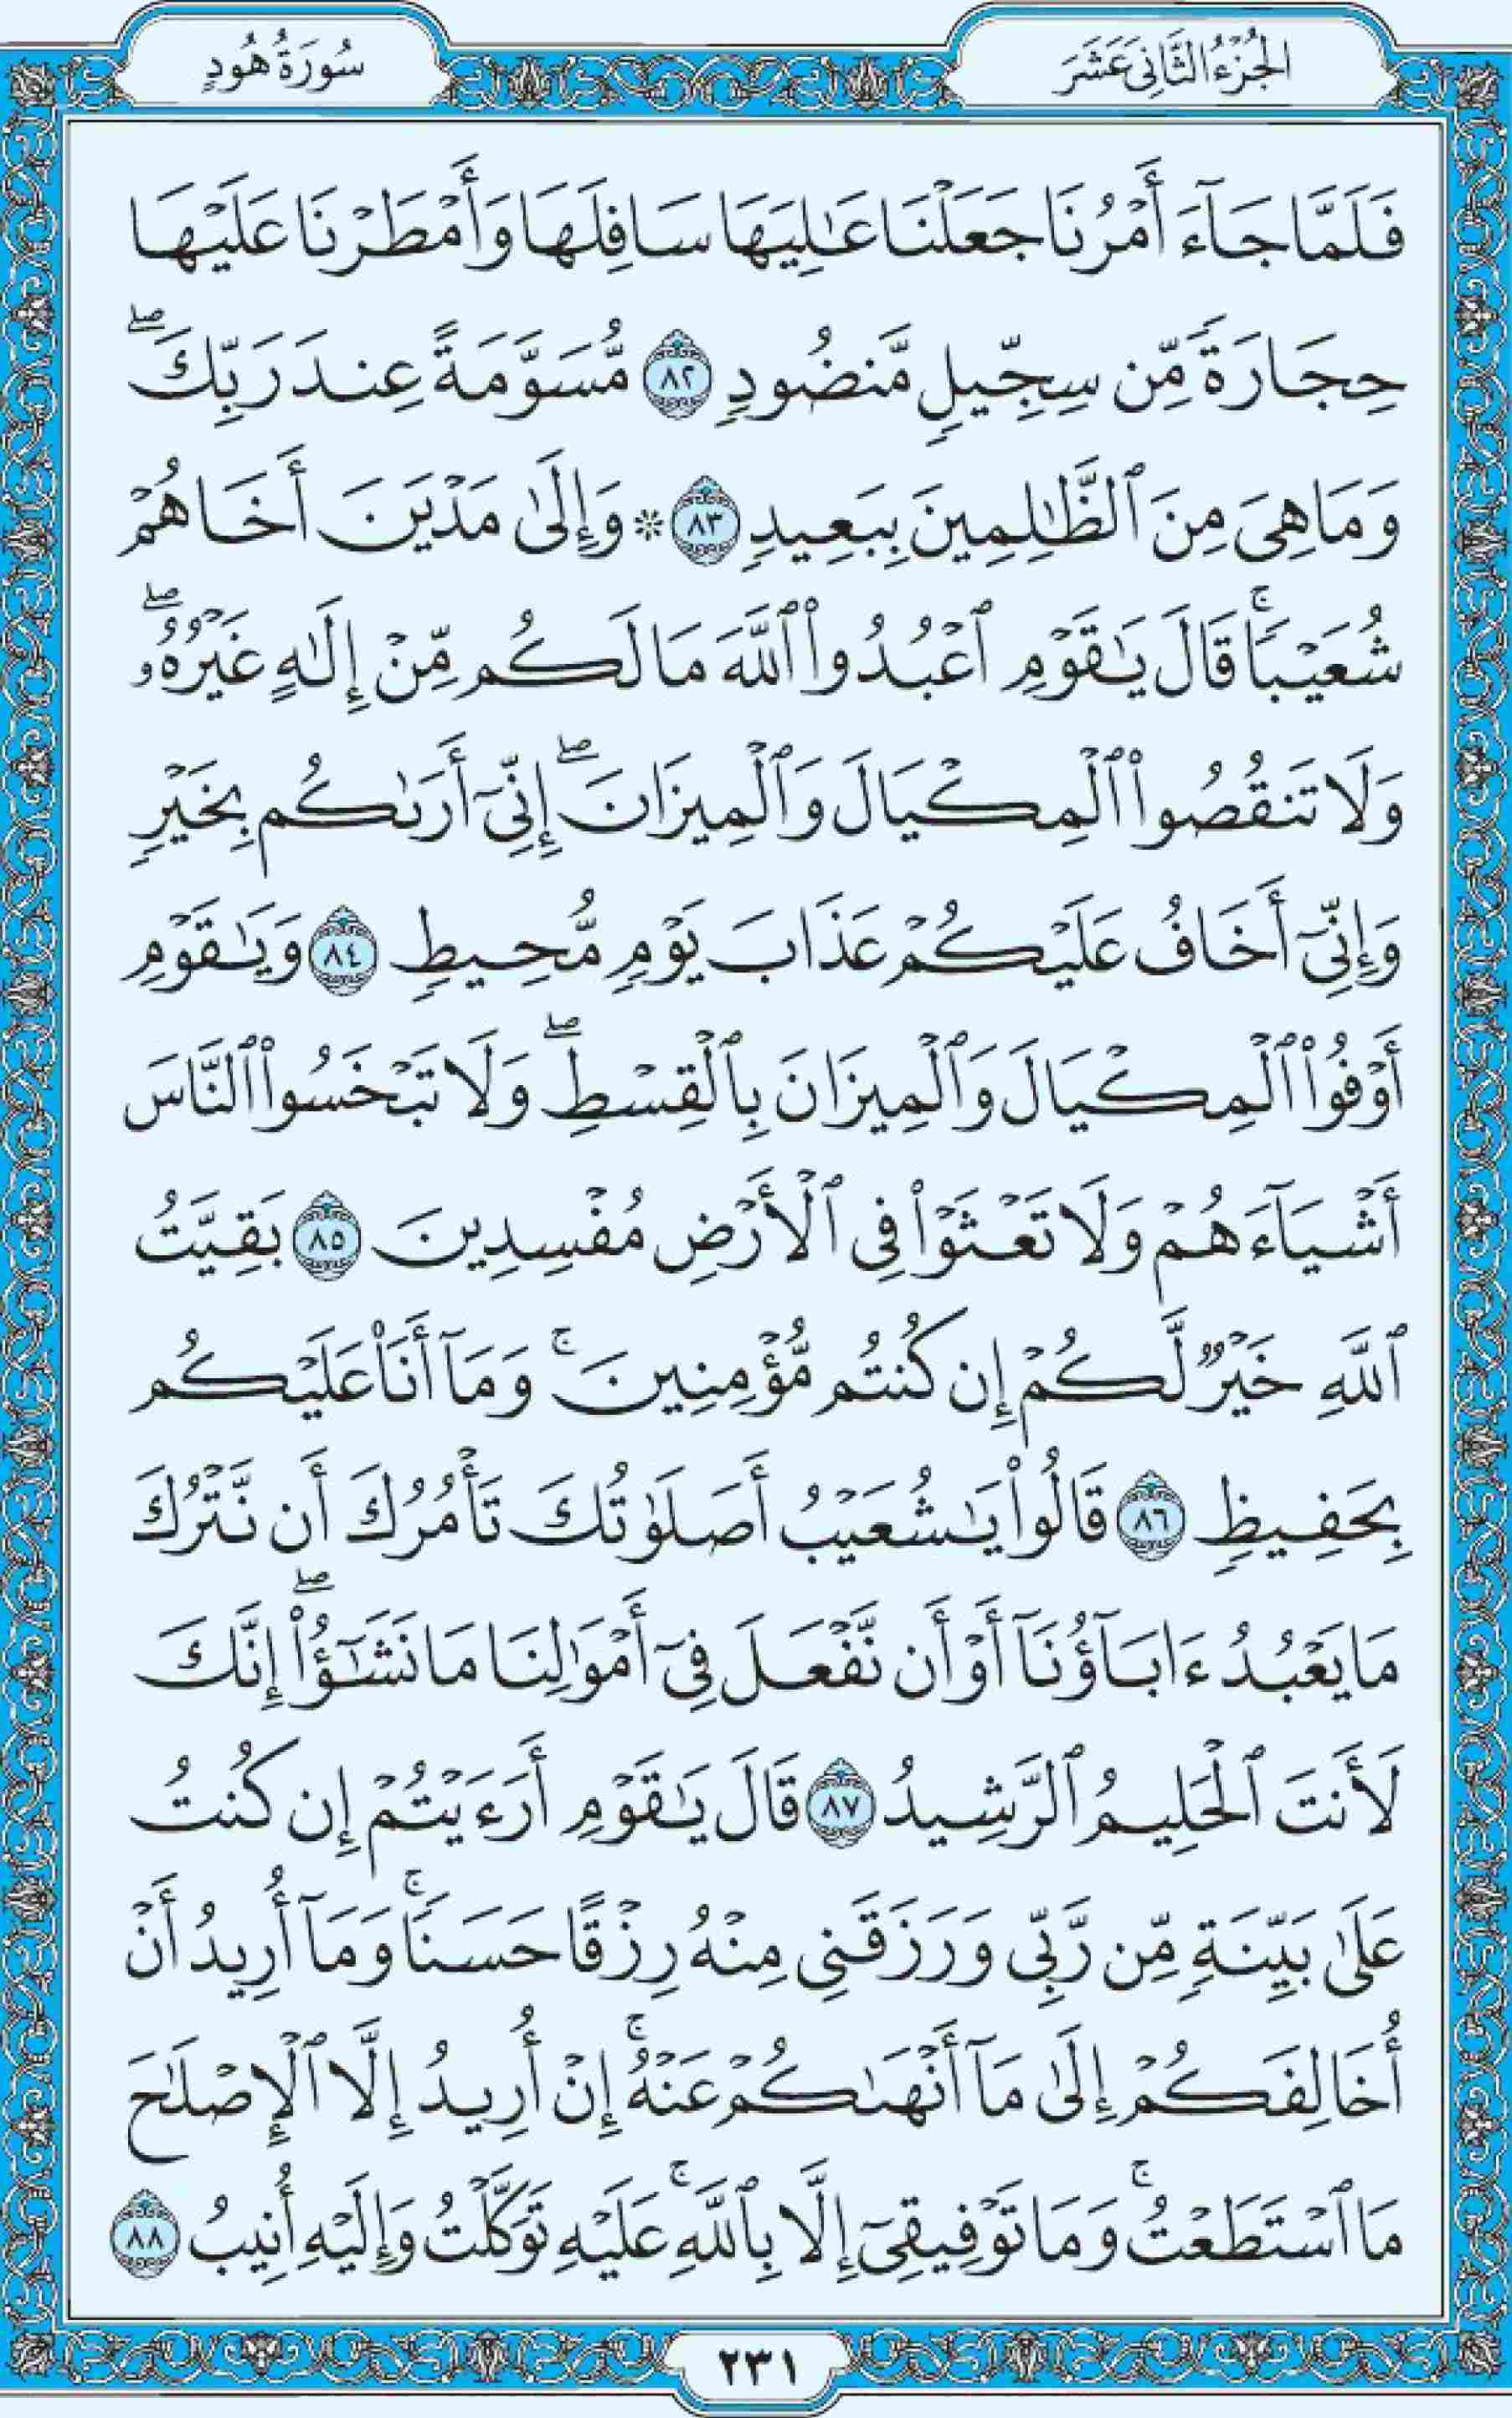 الجُزْءُ الثَّانِي عَشَرَ
سُورَةُ هُودٍ
فَلَمَّا جَآءَ أَمْرُنَا جَعَلْنَا عَٰلِيَهَا سَافِلَهَا وَأَمْطَرْنَا عَلَيْهَا
حِجَارَةً مِّن سِجِّيلٍ مَّنضُودٍ ٨٢ مُّسَوَّمَةً عِندَ رَبِّكَۖ
وَمَا هِىَ مِنَ ٱلظَّٰلِمِينَ بِبَعِيدٍ ٨٣ ۞ وَإِلَىٰ مَدْيَنَ أَخَاهُمْ
شُعَيْبًاۚ قَالَ يَٰقَوْمِ ٱعْبُدُوا۟ ٱللَّهَ مَا لَكُم مِّنْ إِلَٰهٍ غَيْرُهُۥۖ
وَلَا تَنقُصُوا۟ ٱلْمِكْيَالَ وَٱلْمِيزَانَۖ إِنِّىٓ أَرَىٰكُم بِخَيْرٍ
وَإِنِّىٓ أَخَافُ عَلَيْكُمْ عَذَابَ يَوْمٍ مُّحِيطٍ ٨٤ وَيَٰقَوْمِ
أَوْفُوا۟ ٱلْمِكْيَالَ وَٱلْمِيزَانَ بِٱلْقِسْطِۖ وَلَا تَبْخَسُوا۟ ٱلنَّاسَ
أَشْيَآءَهُمْ وَلَا تَعْثَوْا۟ فِى ٱلْأَرْضِ مُفْسِدِينَ ٨٥ بَقِيَّتُ
ٱللَّهِ خَيْرٌ لَّكُمْ إِن كُنتُم مُّؤْمِنِينَۚ وَمَآ أَنَا۠ عَلَيْكُم
بِحَفِيظٍ ٨٦ قَالُوا۟ يَٰشُعَيْبُ أَصَلَوٰتُكَ تَأْمُرُكَ أَن نَّتْرُكَ
مَا يَعْبُدُ ءَابَآؤُنَآ أَوْ أَن نَّفْعَلَ فِىٓ أَمْوَٰلِنَا مَا نَشَٰٓؤُا۟ۖ إِنَّكَ
لَأَنتَ ٱلْحَلِيمُ ٱلرَّشِيدُ ٨٧ قَالَ يَٰقَوْمِ أَرَءَيْتُمْ إِن كُنتُ
عَلَىٰ بَيِّنَةٍ مِّن رَّبِّى وَرَزَقَنِى مِنْهُ رِزْقًا حَسَنًاۚ وَمَآ أُرِيدُ أَنْ
أُخَالِفَكُمْ إِلَىٰ مَآ أَنْهَىٰكُمْ عَنْهُۚ إِنْ أُرِيدُ إِلَّا ٱلْإِصْلَٰحَ
مَا ٱسْتَطَعْتُۚ وَمَا تَوْفِيقِىٓ إِلَّا بِٱللَّهِۚ عَلَيْهِ تَوَكَّلْتُ وَإِلَيْهِ أُنِيبُ ٨٨
٢٣١